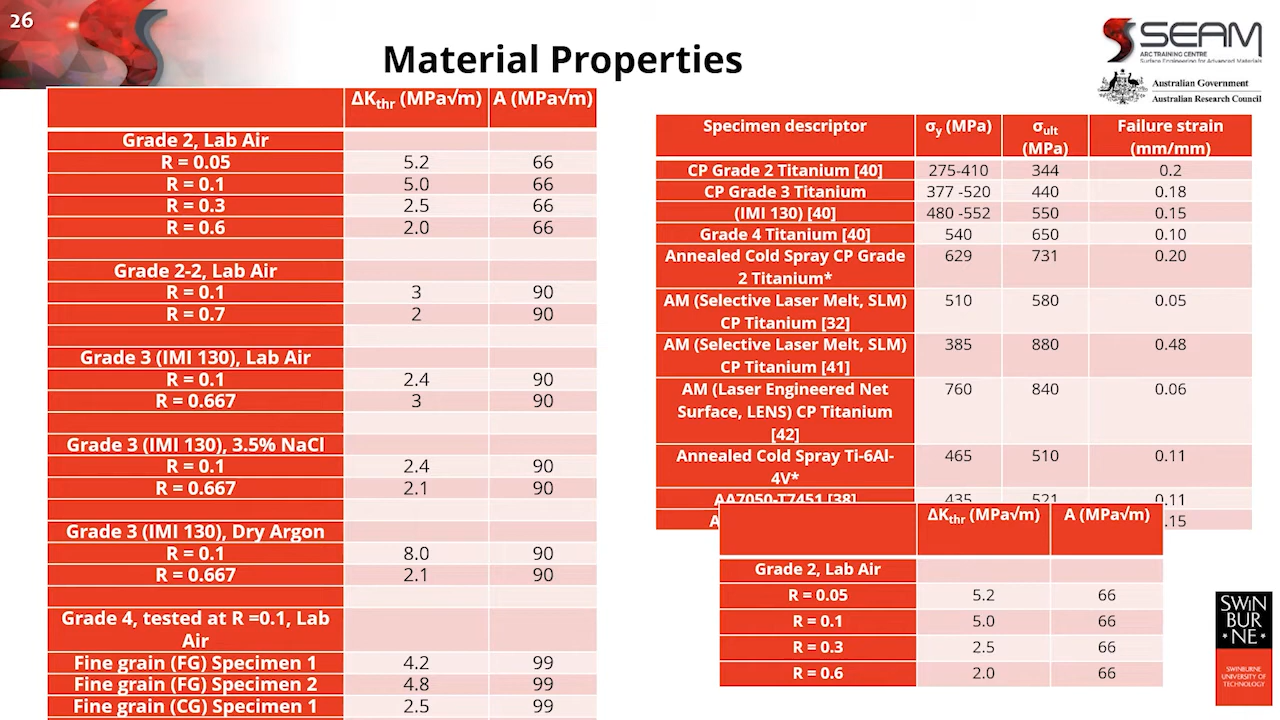 26
Material Properties
SEAM
ARC TRAINING CENTRE
Surface Engineering for Advanced Materials
Australian Government
Australian Research Council
ΔKthr (MPa√m) A (MPa√m)
Grade 2, Lab Air
R = 0.05 5.2 66
R = 0.1 5.0 66
R = 0.3 2.5 66
R = 0.6 2.0 66
Grade 2-2, Lab Air
R = 0.1 3 90
R = 0.7 2 90
Grade 3 (IMI 130), Lab Air
R = 0.1 2.4 90
R = 0.667 3 90
Grade 3 (IMI 130), 3.5% NaCl
R = 0.1 2.4 90
R = 0.667 2.1 90
Grade 3 (IMI 130), Dry Argon
R = 0.1 8.0 90
R = 0.667 2.1 90
Grade 4, tested at R =0.1, Lab
Air
Fine grain (FG) Specimen 1 4.2 99
Fine grain (FG) Specimen 2 4.8 99
Fine grain (CG) Specimen 1 2.5 99
Specimen descriptor σy (MPa) σult Failure strain
(MPa) (mm/mm)
CP Grade 2 Titanium [40] 275-410 344 0.2
CP Grade 3 Titanium 377 -520 440 0.18
(IMI 130) [40] 480 -552 550 0.15
Grade 4 Titanium [40] 540 650 0.10
Annealed Cold Spray CP Grade 629 731 0.20
2 Titanium*
AM (Selective Laser Melt, SLM) 510 580 0.05
CP Titanium [32]
AM (Selective Laser Melt, SLM) 385 880 0.48
CP Titanium [41]
AM (Laser Engineered Net 760 840 0.06
Surface, LENS) CP Titanium
[42]
Annealed Cold Spray Ti-6Al- 465 510 0.11
4V*
AA7050-T7451 [38] 435 521 0.11
A .15
ΔKthr (MPa√m) A (MPa√m)
Grade 2, Lab Air
R = 0.05 5.2 66
R = 0.1 5.0 66
R = 0.3 2.5 66
R = 0.6 2.0 66
SWIN
BUR
*NE*
SWINBURNE
UNIVERSITY OF
TECHNOLOGY